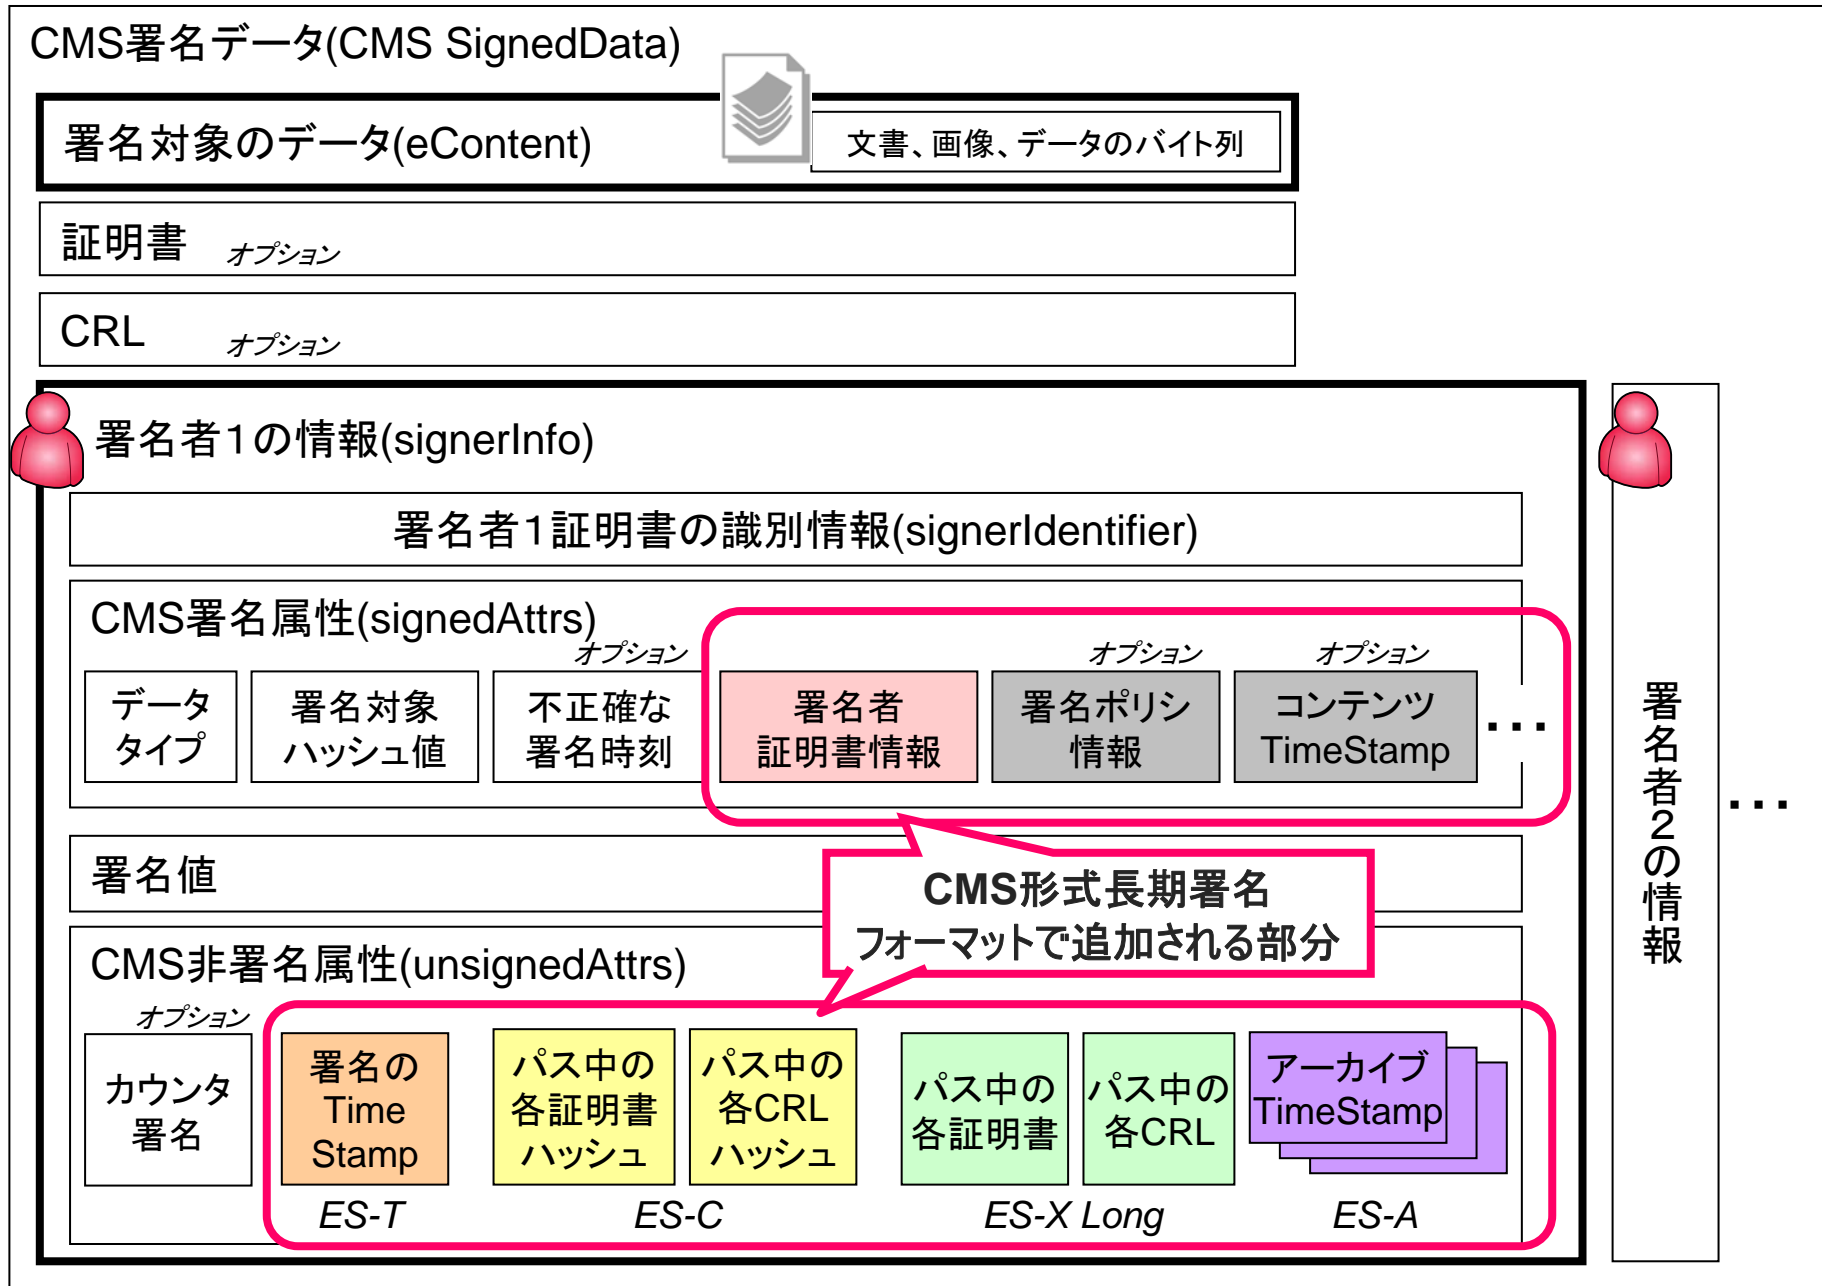 CMS署名データ(CMS SignedData)
署名対象のデータ(eContent)
文書、画像、データのバイト列
証明書 オプション
CRL オプション
署名者1の情報(signerInfo)
署名者1証明書の識別情報(signerIdentifier)
CMS署名属性(signedAttrs)
データ
タイプ
署名対象
ハッシュ値
オプション
不正確な
署名時刻
署名者
証明書情報
オプション
署名ポリシ
情報
オプション
コンテンツ
TimeStamp
・・・
署名値
CMS形式長期署名
フォーマットで追加される部分
CMS非署名属性(unsignedAttrs)
オプション
カウンタ
署名
署名の
Time
Stamp
ES-T
パス中の
各証明書
ハッシュ
パス中の
各CRL
ハッシュ
ES-C
パス中の
各証明書
パス中の
各CRL
ES-X Long
アーカイブ
TimeStamp
ES-A
署名者2の情報
・・・